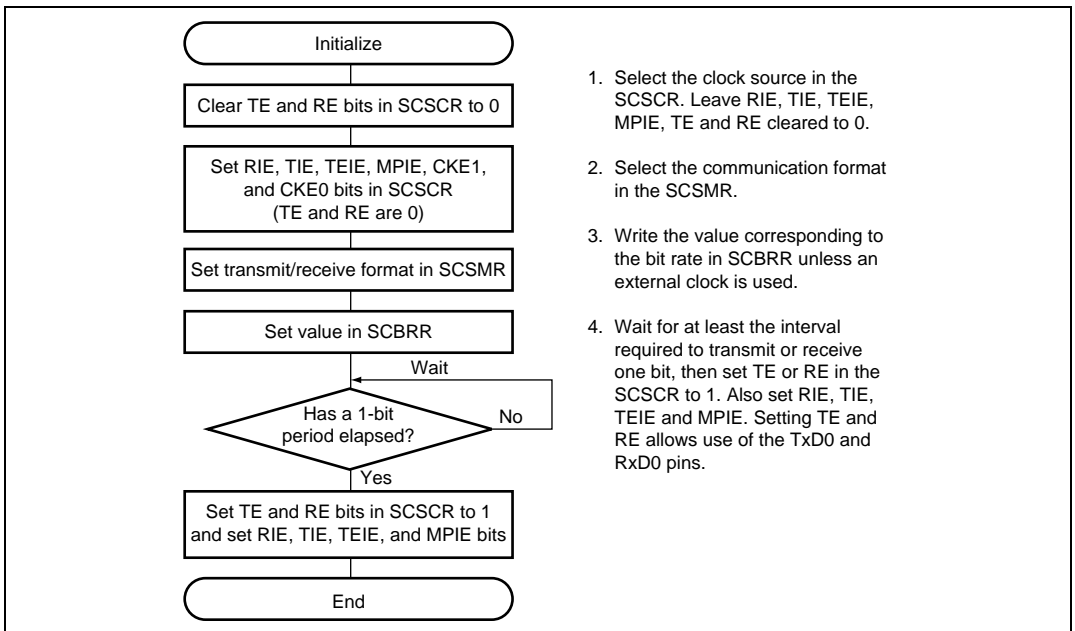 Initialize
Clear TE and RE bits in SCSCR to 0
Set RIE, TIE, TEIE, MPIE, CKE1,
and CKE0 bits in SCSCR
(TE and RE are 0)
Set transmit/receive format in SCSMR
Set value in SCBRR
Wait
Has a 1-bit
period elapsed?
No
Yes
Set TE and RE bits in SCSCR to 1
and set RIE, TIE, TEIE, and MPIE bits
End
1. Select the clock source in the
SCSCR. Leave RIE, TIE, TEIE,
MPIE, TE and RE cleared to 0.
2. Select the communication format
in the SCSMR.
3. Write the value corresponding to
the bit rate in SCBRR unless an
external clock is used.
4. Wait for at least the interval
required to transmit or receive
one bit, then set TE or RE in the
SCSCR to 1. Also set RIE, TIE,
TEIE and MPIE. Setting TE and
RE allows use of the TxD0 and
RxD0 pins.